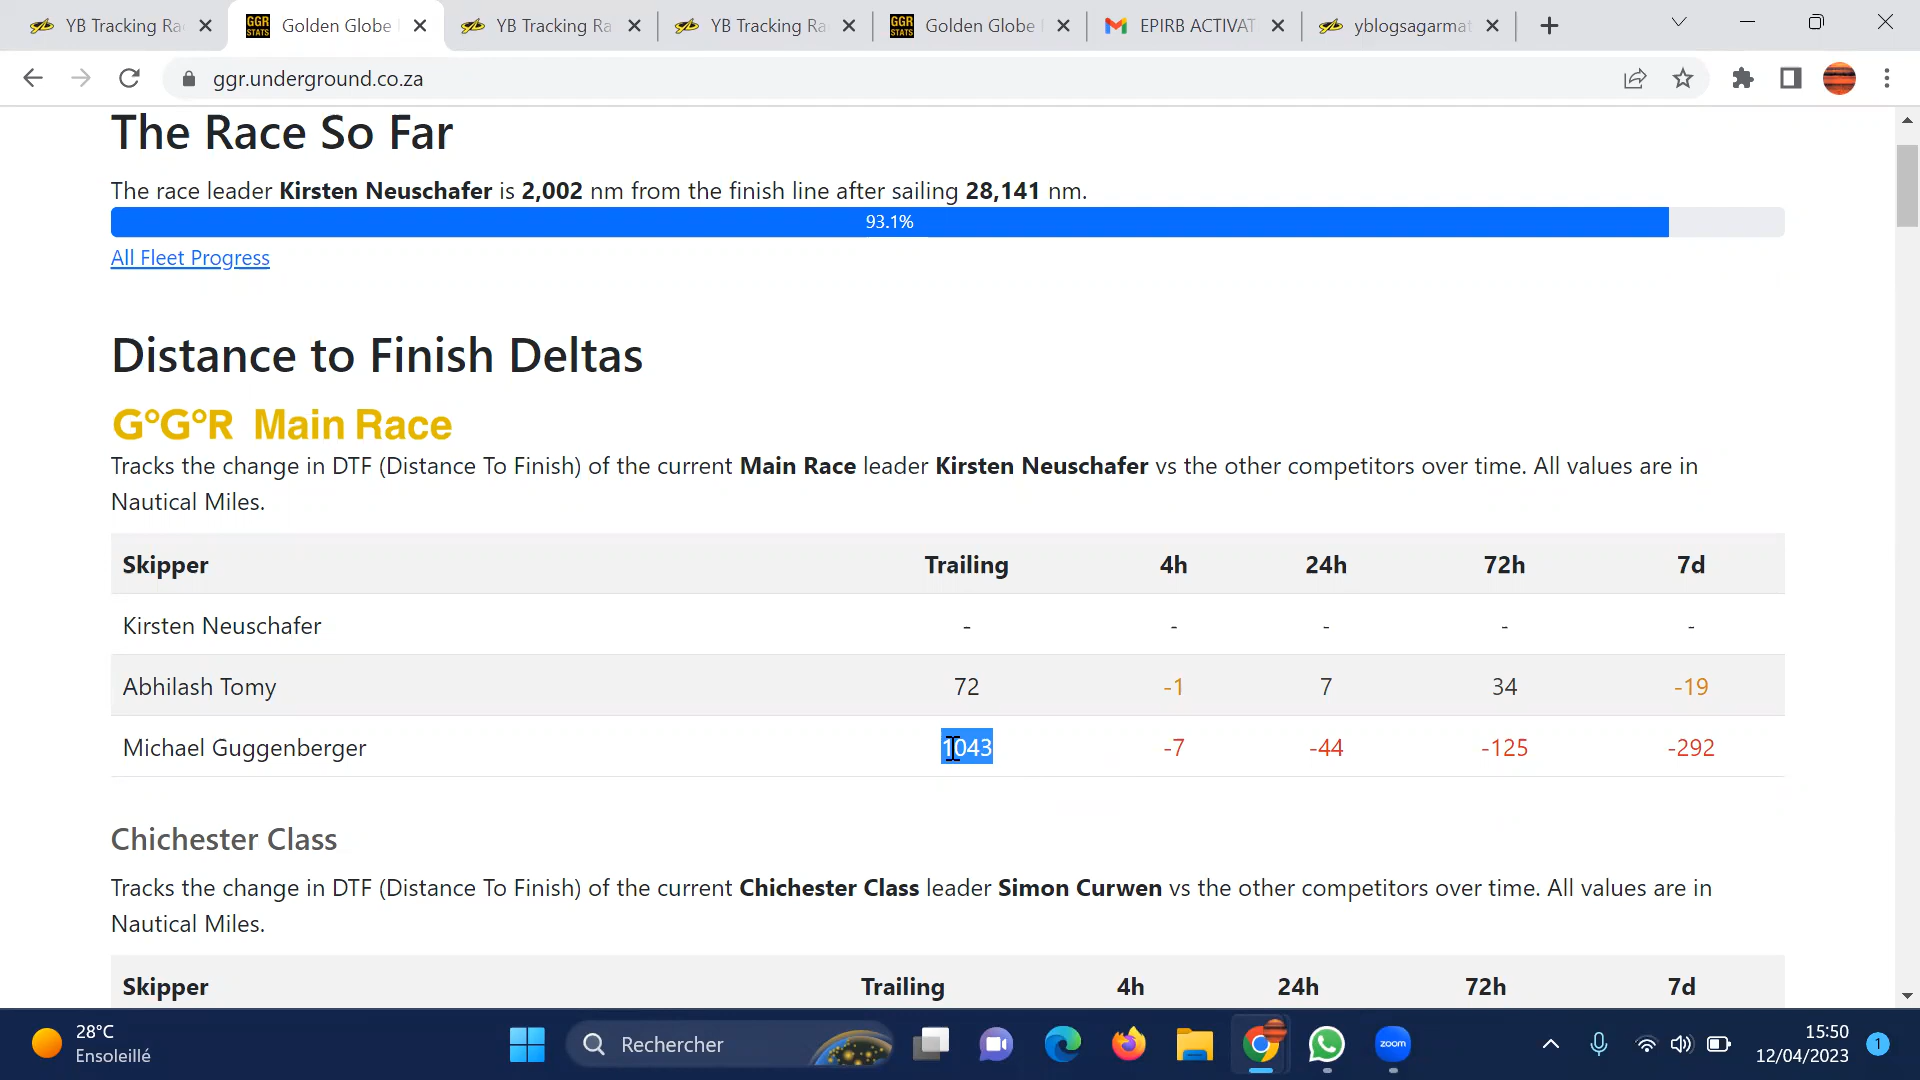 YB Tracking Ra
Golden Globe
YB Tracking Ra
YB Tracking Ra
Golden Globe
EPIRB ACTIVAT
yblogsagarmat
ggr.underground.co.za
The Race So Far
The race leader Kirsten Neuschafer is 2,002 nm from the finish line after sailing 28,141 nm.
93.1%
All Fleet Progress
Distance to Finish Deltas
G°G°R Main Race
Tracks the change in DTF (Distance To Finish) of the current Main Race leader Kirsten Neuschafer vs the other competitors over time. All values are in
Nautical Miles.
Skipper Trailing 4h 24h 72h 7d
Kirsten Neuschafer - - - - -
Abhilash Tomy 72 -1 7 34 -19
Michael Guggenberger 1043 -7 -44 -125 -292
Chichester Class
Tracks the change in DTF (Distance To Finish) of the current Chichester Class leader Simon Curwen vs the other competitors over time. All values are in
Nautical Miles.
Skipper Trailing 4h 24h 72h 7d
28°C
Ensoleillé
Rechercher
zoom
15:50
12/04/2023
1